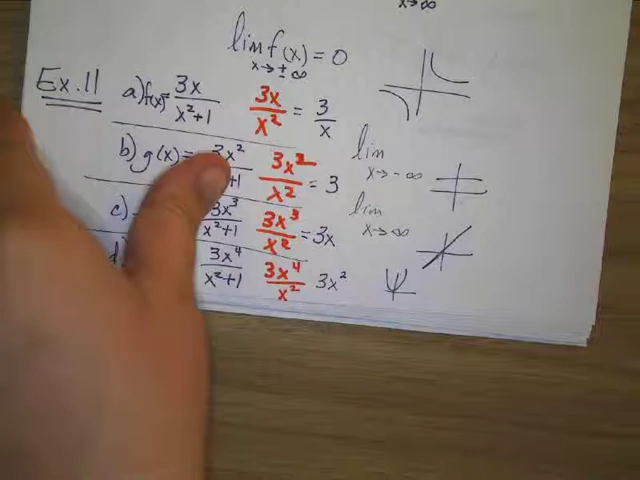 x→∞
lim f(x) = 0
x→±∞
Ex. 11
a) f(x)= 3x/(x²+1) 3x/x² = 3/x
lim
x→-∞
b) g(x)= 3x² +1 3x²/x² = 3
lim
x→∞
c) 3x³/(x²+1) 3x³/x² = 3x
d) 3x⁴/(x²+1) 3x⁴/x² 3x²